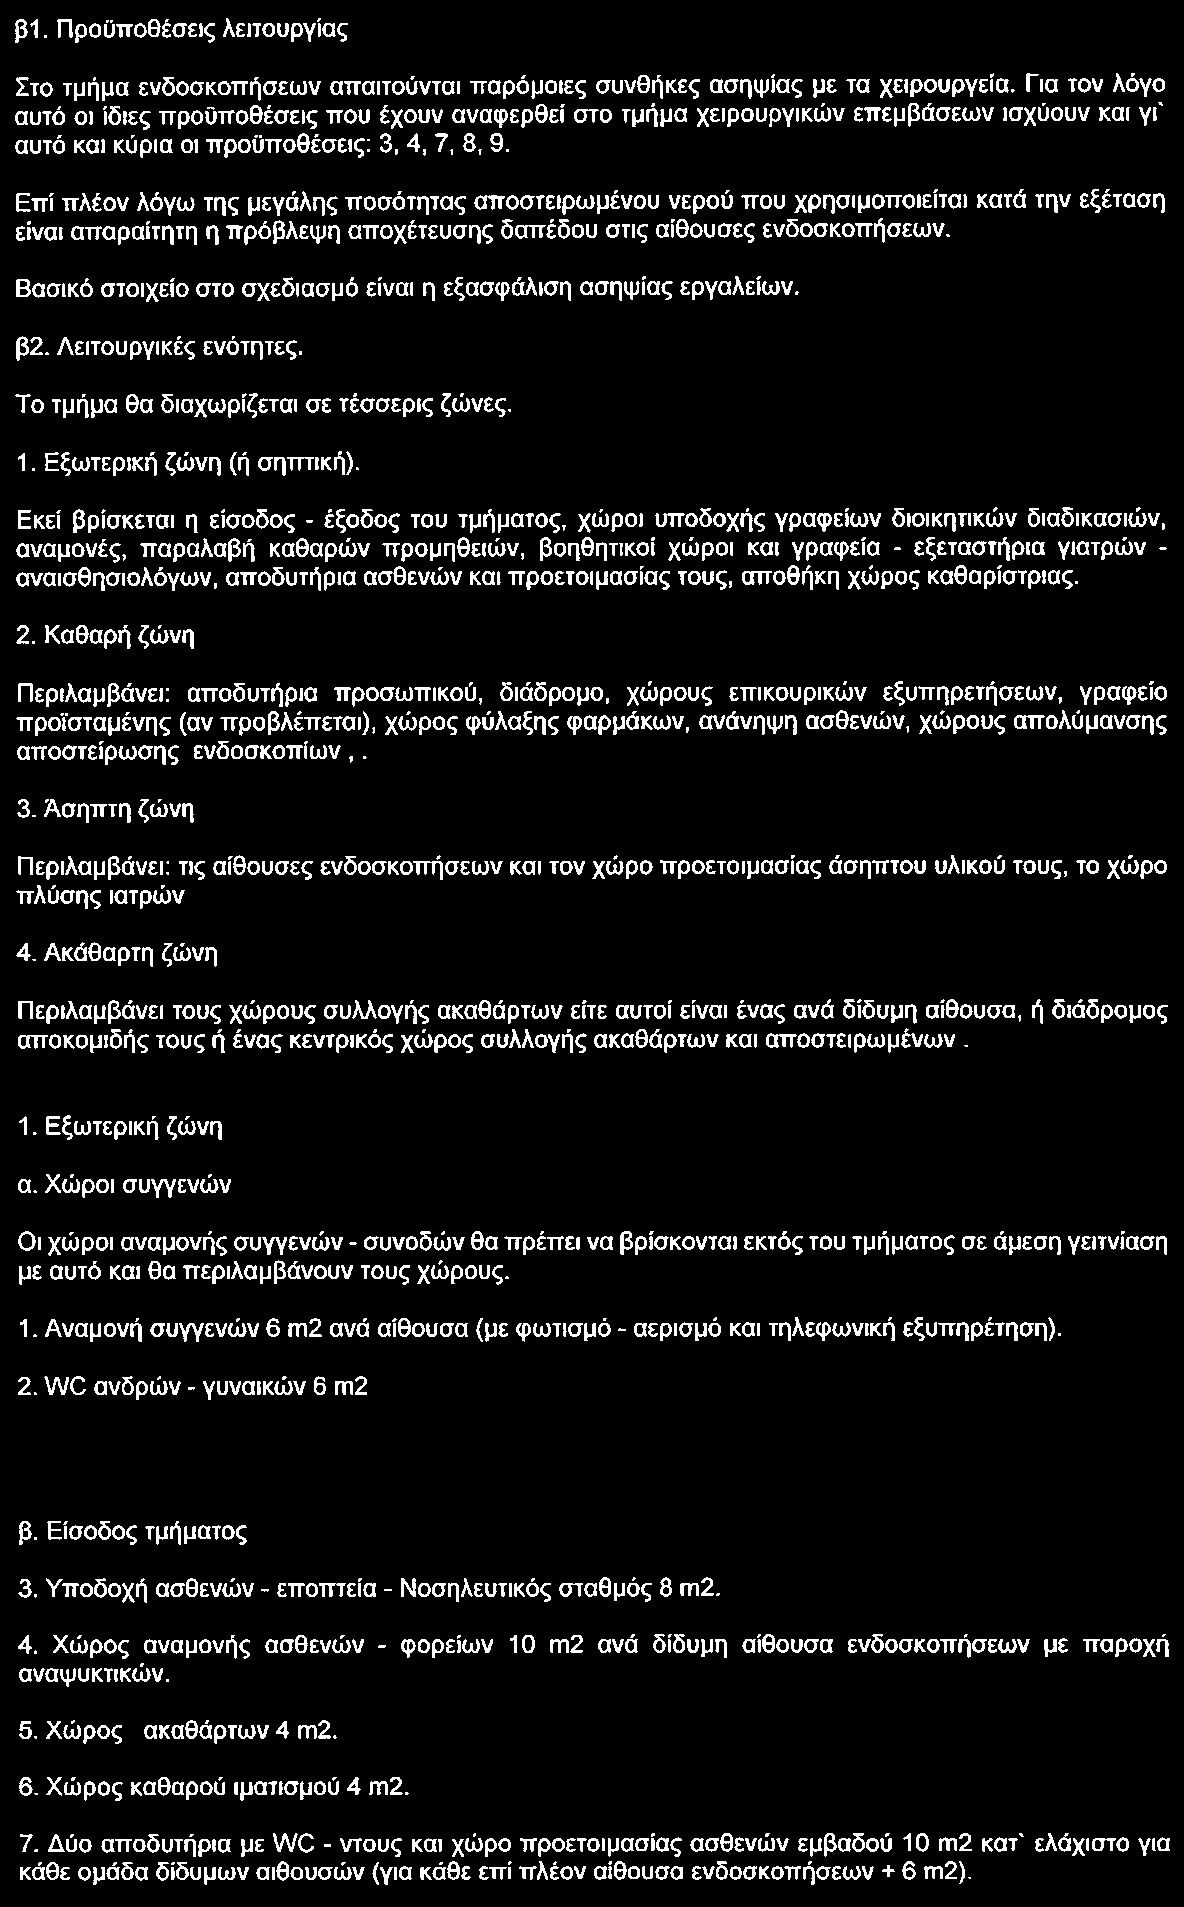 β1. Προϋποθέσεις λειτουργίας
Στο τμήμα ενδοσκοπήσεων απαιτούνται παρόμοιες συνθήκες ασηψίας με τα χειρουργεία. Για τον λόγο
αυτό οι ίδιες προϋποθέσεις που έχουν αναφερθεί στο τμήμα χειρουργικών επεμβάσεων ισχύουν και γι'
αυτό και κύρια οι προϋποθέσεις: 3, 4, 7, 8, 9.
Επί πλέον λόγω της μεγάλης ποσότητας αποστειρωμένου νερού που χρησιμοποιείται κατά την εξέταση
είναι απαραίτητη η πρόβλεψη αποχέτευσης δαπέδου στις αίθουσες ενδοσκοπήσεων.
Βασικό στοιχείο στο σχεδιασμό είναι η εξασφάλιση ασηψίας εργαλείων.
β2. Λειτουργικές ενότητες.
Το τμήμα θα διαχωρίζεται σε τέσσερις ζώνες.
1. Εξωτερική ζώνη (ή σηπτική).
Εκεί βρίσκεται η είσοδος - έξοδος του τμήματος, χώροι υποδοχής γραφείων διοικητικών διαδικασιών,
αναμονές, παραλαβή καθαρών προμηθειών, βοηθητικοί χώροι και γραφεία - εξεταστήρια γιατρών -
αναισθησιολόγων, αποδυτήρια ασθενών και προετοιμασίας τους, αποθήκη χώρος καθαρίστριας.
2. Καθαρή ζώνη
Περιλαμβάνει: αποδυτήρια προσωπικού, διάδρομο, χώρους επικουρικών εξυπηρετήσεων, γραφείο
προϊσταμένης (αν προβλέπεται), χώρος φύλαξης φαρμάκων, ανάνηψη ασθενών, χώρους απολύμανσης
αποστείρωσης ενδοσκοπίων , .
3. Άσηπτη ζώνη
Περιλαμβάνει: τις αίθουσες ενδοσκοπήσεων και τον χώρο προετοιμασίας άσηπτου υλικού τους, το χώρο
πλύσης ιατρών
4. Ακάθαρτη ζώνη
Περιλαμβάνει τους χώρους συλλογής ακαθάρτων είτε αυτοί είναι ένας ανά δίδυμη αίθουσα, ή διάδρομος
αποκομιδής τους ή ένας κεντρικός χώρος συλλογής ακαθάρτων και αποστειρωμένων .
1. Εξωτερική ζώνη
α. Χώροι συγγενών
Οι χώροι αναμονής συγγενών - συνοδών θα πρέπει να βρίσκονται εκτός του τμήματος σε άμεση γειτνίαση
με αυτό και θα περιλαμβάνουν τους χώρους.
1. Αναμονή συγγενών 6 m2 ανά αίθουσα (με φωτισμό - αερισμό και τηλεφωνική εξυπηρέτηση).
2. WC ανδρών - γυναικών 6 m2
β. Είσοδος τμήματος
3. Υποδοχή ασθενών - εποπτεία - Νοσηλευτικός σταθμός 8 m2.
4. Χώρος αναμονής ασθενών - φορείων 10 m2 ανά δίδυμη αίθουσα ενδοσκοπήσεων με παροχή
αναψυκτικών.
5. Χώρος ακαθάρτων 4 m2.
6. Χώρος καθαρού ιματισμού 4 m2.
7. Δύο αποδυτήρια με WC - ντους και χώρο προετοιμασίας ασθενών εμβαδού 10 m2 κατ' ελάχιστο για
κάθε ομάδα δίδυμων αιθουσών (για κάθε επί πλέον αίθουσα ενδοσκοπήσεων + 6 m2).